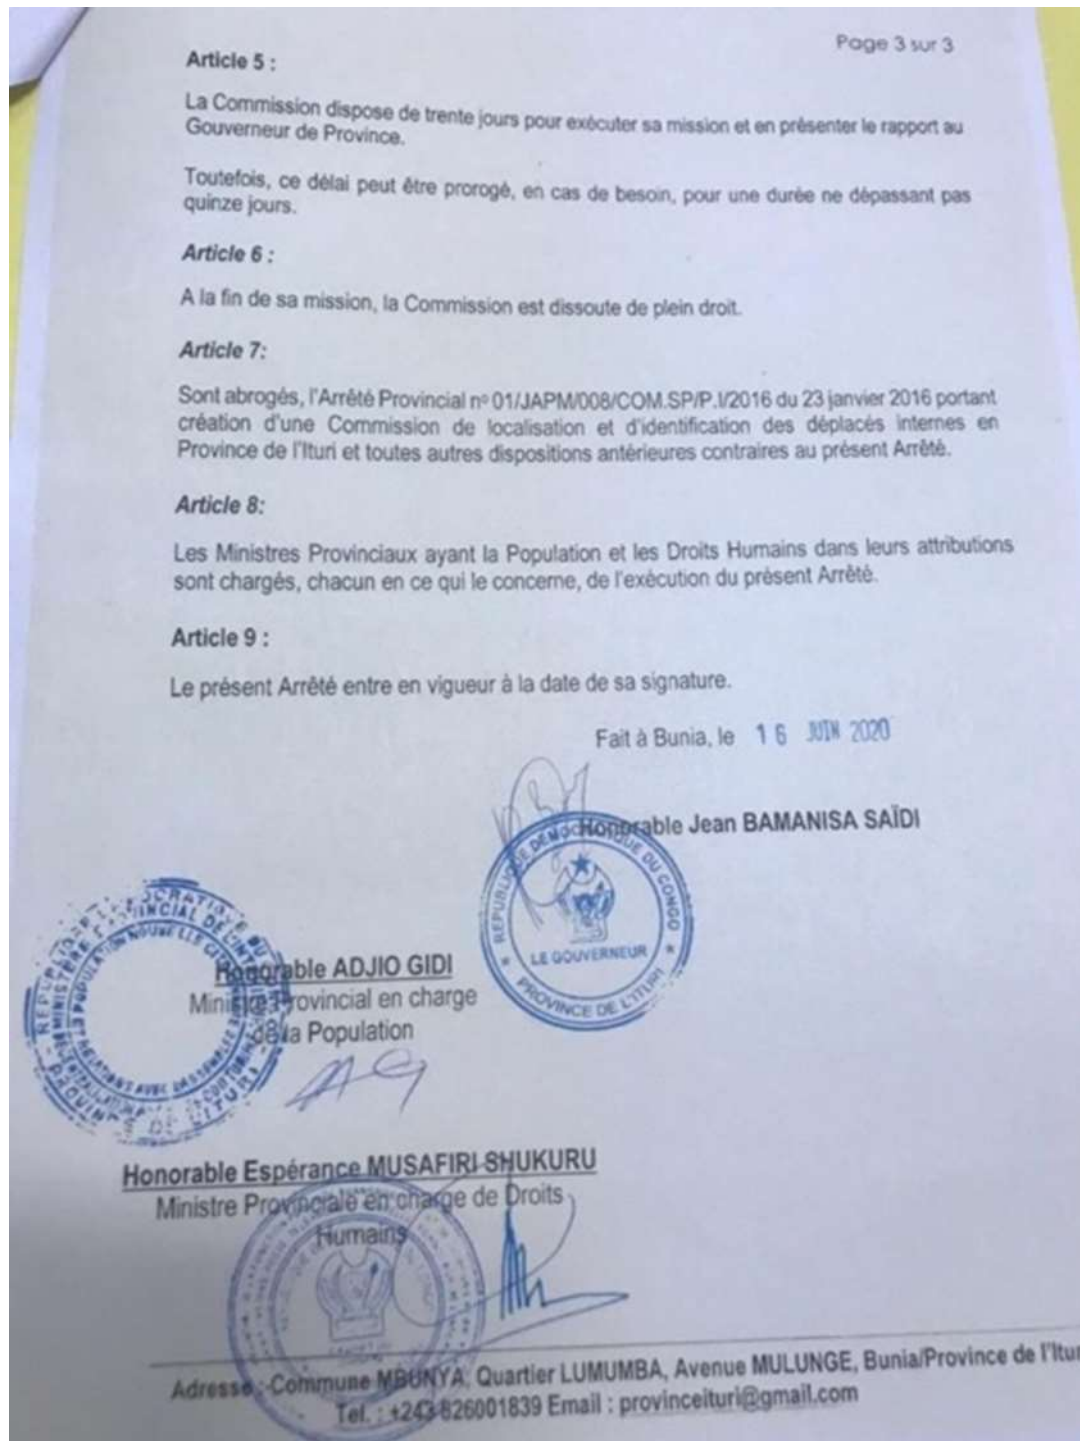 Page 3 sur 3
Article 5 :
La Commission dispose de trente jours pour exécuter sa mission et en présenter le rapport au
Gouverneur de Province.
Toutefois, ce délai peut être prorogé, en cas de besoin, pour une durée ne dépassant pas
quinze jours.
Article 6 :
A la fin de sa mission, la Commission est dissoute de plein droit.
Article 7:
Sont abrogés, l'Arrêté Provincial nº 01/JAPM/008/COM.SP/P.I/2016 du 23 janvier 2016 portant
création d'une Commission de localisation et d'identification des déplacés internes en
Province de l'Ituri et toutes autres dispositions antérieures contraires au présent Arrêté.
Article 8:
Les Ministres Provinciaux ayant la Population et les Droits Humains dans leurs attributions
sont chargés, chacun en ce qui le concerne, de l'exécution du présent Arrêté.
Article 9 :
Le présent Arrêté entre en vigueur à la date de sa signature.
Fait à Bunia, le 16 JUIN 2020
Honorable Jean BAMANISA SAÏDI
REPUBLIQUE DEMOCRATIQUE DU CONGO
LE GOUVERNEUR
PROVINCE DE L'ITURI
Honorable ADJIO GIDI
Ministre Provincial en charge
de la Population
PROVINCE DE L'ITURI
Honorable Espérance MUSAFIRI SHUKURU
Ministre Provinciale en charge de Droits
Humains
Adresse : Commune MBUNYA, Quartier LUMUMBA, Avenue MULUNGE, Bunia/Province de l'Itur
Tel. : +243 826001839 Email : provinceituri@gmail.com